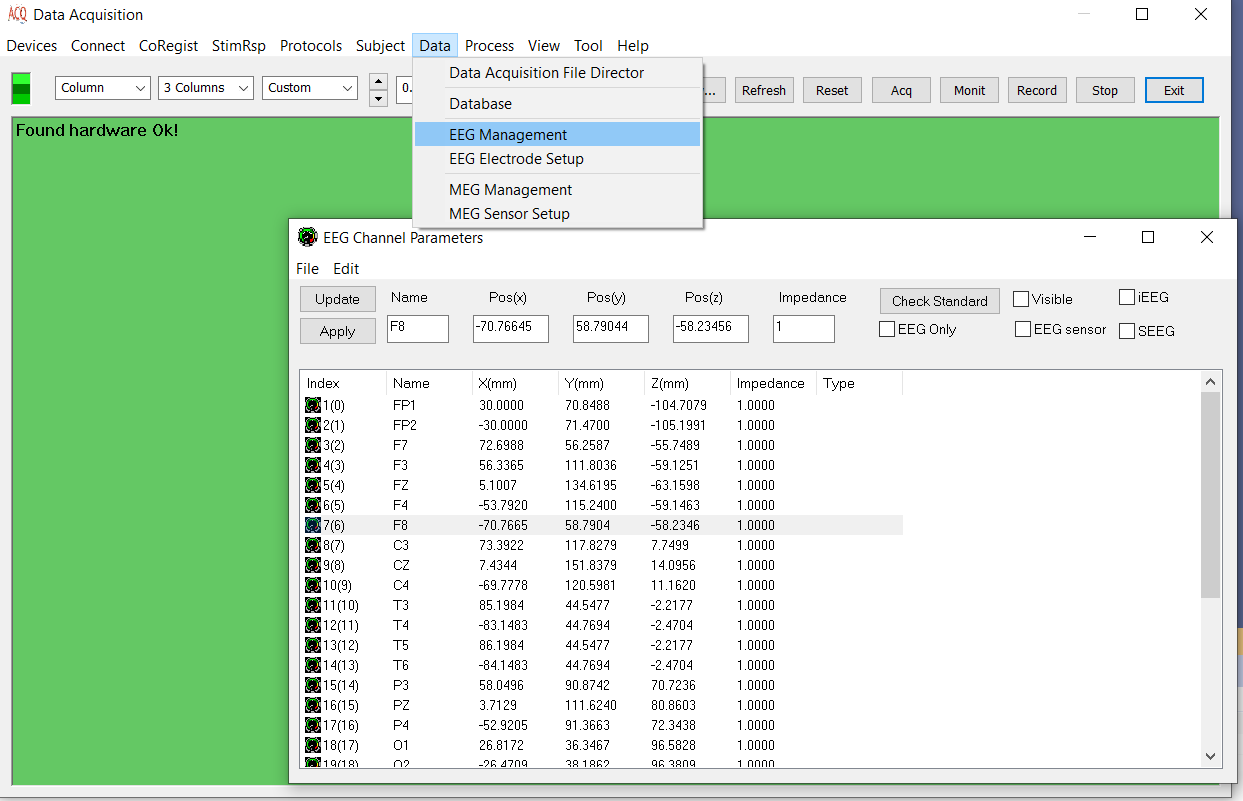 ACQ Data Acquisition
Devices Connect CoRegist StimRsp Protocols Subject Data Process View Tool Help
Column 3 Columns Custom 0. ... Refresh Reset Acq Monit Record Stop Exit
Found hardware Ok!
Data Acquisition File Director
Database
EEG Management
EEG Electrode Setup
MEG Management
MEG Sensor Setup
EEG Channel Parameters
File Edit
Update Name Pos(x) Pos(y) Pos(z) Impedance Check Standard Visible iEEG
Apply F8 -70.76645 58.79044 -58.23456 1 EEG Only EEG sensor SEEG
Index Name X(mm) Y(mm) Z(mm) Impedance Type
1(0) FP1 30.0000 70.8488 -104.7079 1.0000
2(1) FP2 -30.0000 71.4700 -105.1991 1.0000
3(2) F7 72.6988 56.2587 -55.7489 1.0000
4(3) F3 56.3365 111.8036 -59.1251 1.0000
5(4) FZ 5.1007 134.6195 -63.1598 1.0000
6(5) F4 -53.7920 115.2400 -59.1463 1.0000
7(6) F8 -70.7665 58.7904 -58.2346 1.0000
8(7) C3 73.3922 117.8279 7.7499 1.0000
9(8) CZ 7.4344 151.8379 14.0956 1.0000
10(9) C4 -69.7778 120.5981 11.1620 1.0000
11(10) T3 85.1984 44.5477 -2.2177 1.0000
12(11) T4 -83.1483 44.7694 -2.4704 1.0000
13(12) T5 86.1984 44.5477 -2.2177 1.0000
14(13) T6 -84.1483 44.7694 -2.4704 1.0000
15(14) P3 58.0496 90.8742 70.7236 1.0000
16(15) PZ 3.7129 111.6240 80.8603 1.0000
17(16) P4 -52.9205 91.3663 72.3438 1.0000
18(17) O1 26.8172 36.3467 96.5828 1.0000
19(18) O2 -26.4709 38.1862 96.3809 1.0000